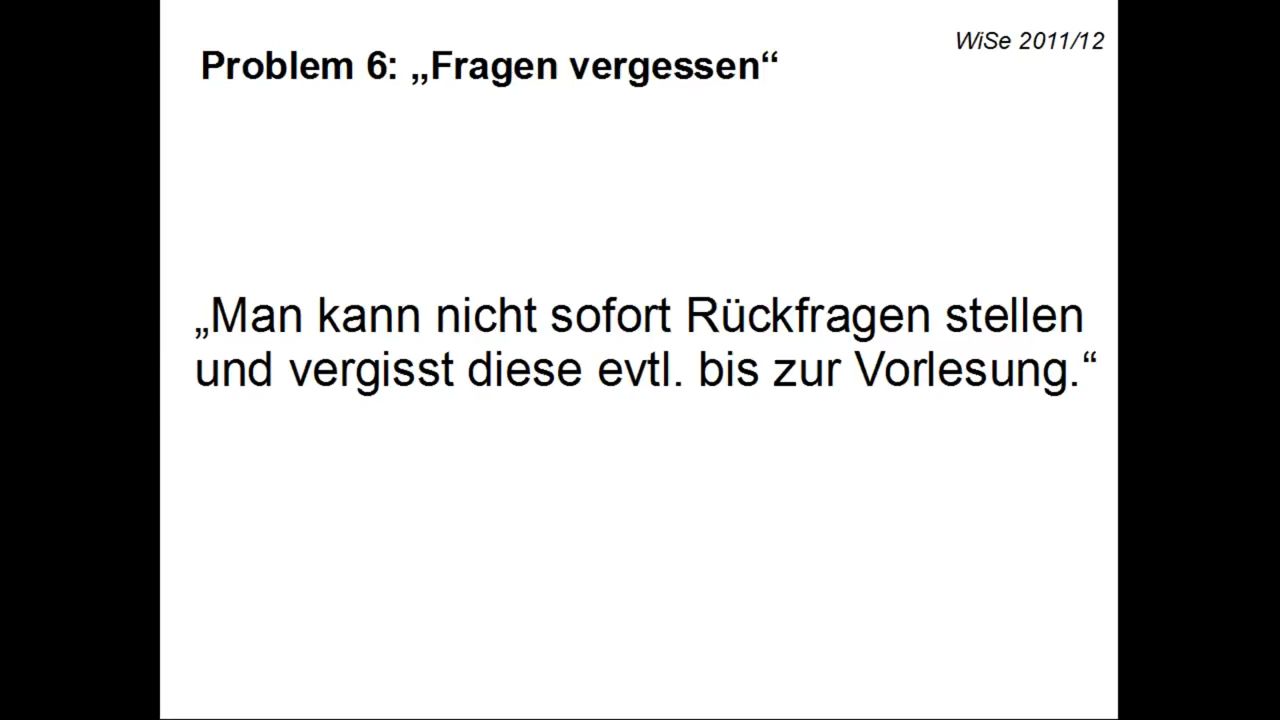 WiSe 2011/12
Problem 6: „Fragen vergessen“
„Man kann nicht sofort Rückfragen stellen
und vergisst diese evtl. bis zur Vorlesung.“